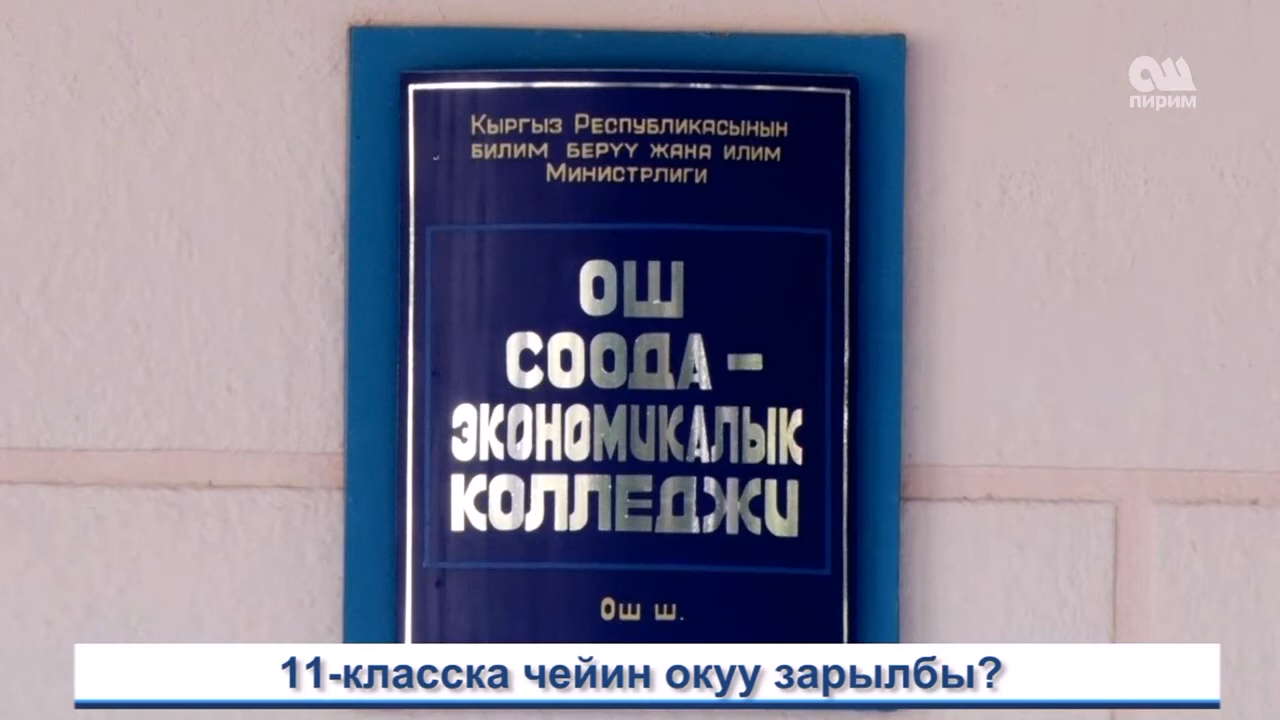 ОШ
ПИРИМ
Кыргыз Республикасынын
билим берүү жана илим
Министрлиги
ОШ
СООДА –
ЭКОНОМИКАЛЫК
КОЛЛЕДЖИ
Ош ш.
11-класска чейин окуу зарылбы?